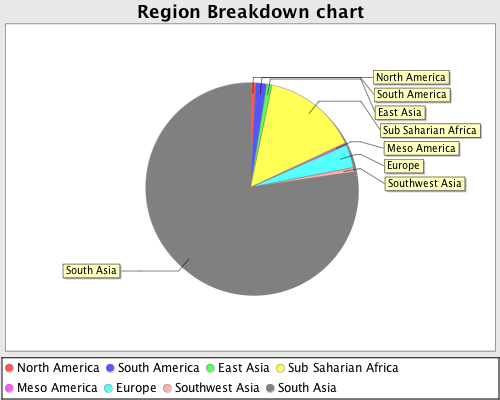 Region Breakdown chart
North America
South America
East Asia
Sub Saharian Africa
Meso America
Europe
Southwest Asia
South Asia
North America South America East Asia Sub Saharian Africa
Meso America Europe Southwest Asia South Asia